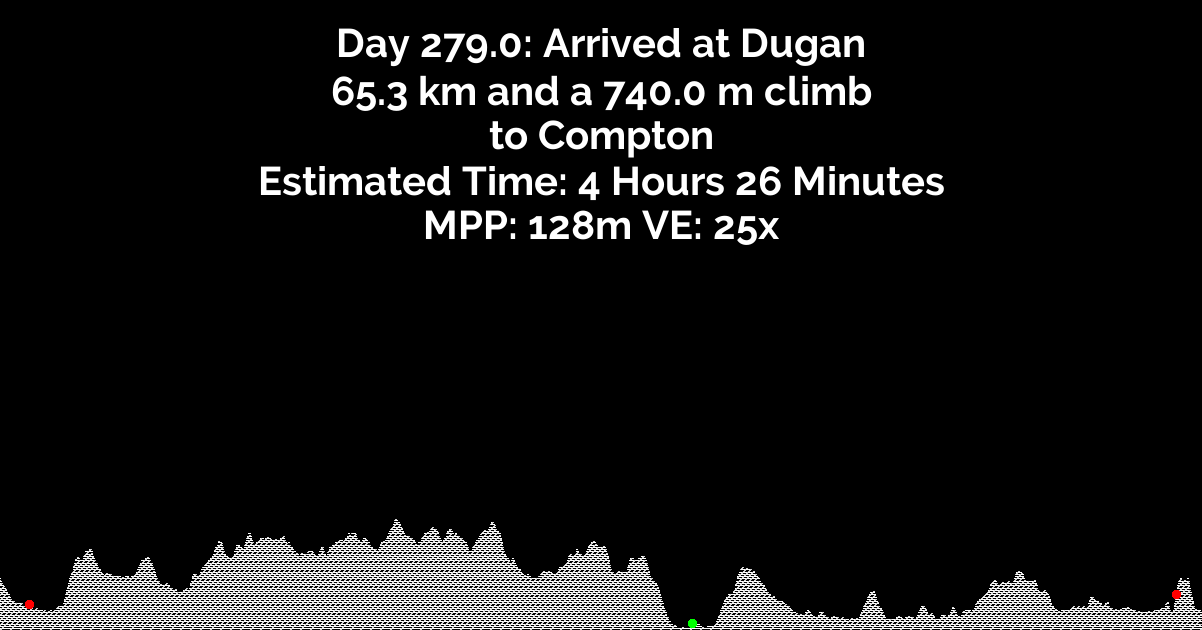 Day 279.0: Arrived at Dugan
65.3 km and a 740.0 m climb
to Compton
Estimated Time: 4 Hours 26 Minutes
MPP: 128m VE: 25x